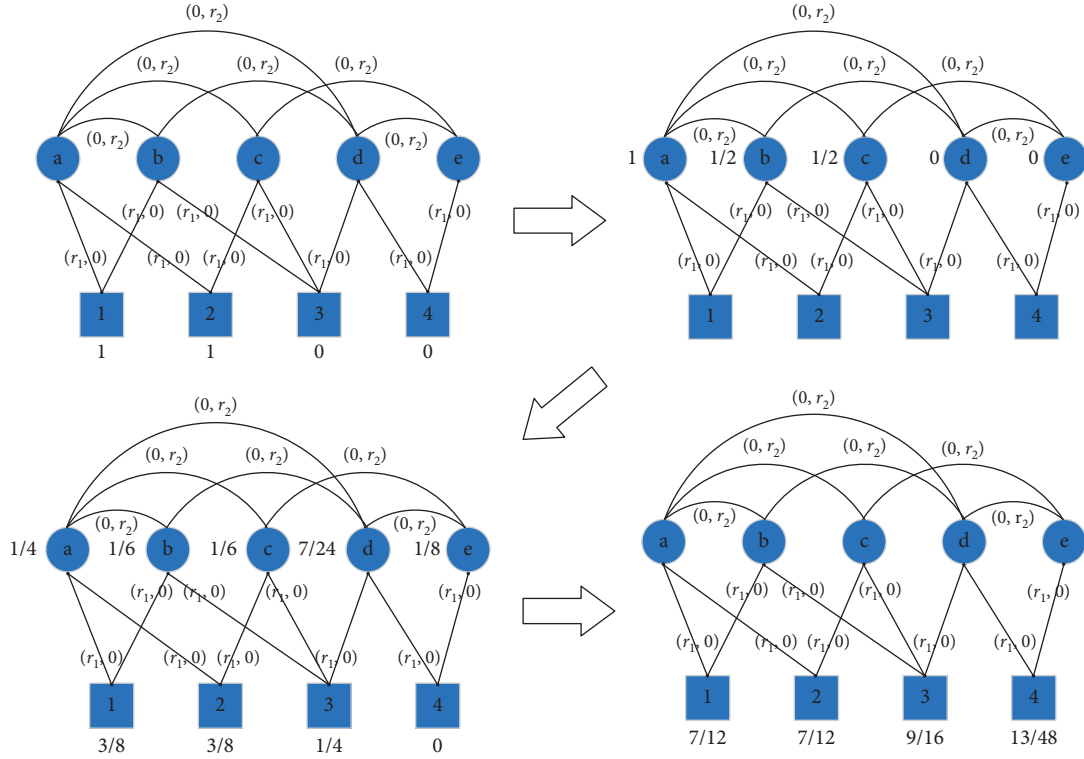 (0, r₂)
(0, r₂) (0, r₂) (0, r₂)
(0, r₂) (0, r₂)
a b c d e
(r₁, 0) (r₁, 0) (r₁, 0) (r₁, 0)
(r₁, 0) (r₁, 0) (r₁, 0) (r₁, 0) (r₁, 0)
1 2 3 4
1 1 0 0
(0, r₂)
(0, r₂) (0, r₂) (0, r₂)
(0, r₂) (0, r₂)
1 a 1/2 b 1/2 c 0 d 0 e
(r₁, 0) (r₁, 0) (r₁, 0) (r₁, 0)
(r₁, 0) (r₁, 0) (r₁, 0) (r₁, 0) (r₁, 0)
1 2 3 4
(0, r₂)
(0, r₂) (0, r₂) (0, r₂)
(0, r₂) (0, r₂)
1/4 a 1/6 b 1/6 c 7/24 d 1/8 e
(r₁, 0) (r₁, 0) (r₁, 0) (r₁, 0)
(r₁, 0) (r₁, 0) (r₁, 0) (r₁, 0) (r₁, 0)
1 2 3 4
3/8 3/8 1/4 0
(0, r₂)
(0, r₂) (0, r₂) (0, r₂)
(0, r₂) (0, r₂)
a b c d e
(r₁, 0) (r₁, 0) (r₁, 0) (r₁, 0)
(r₁, 0) (r₁, 0) (r₁, 0) (r₁, 0) (r₁, 0)
1 2 3 4
7/12 7/12 9/16 13/48